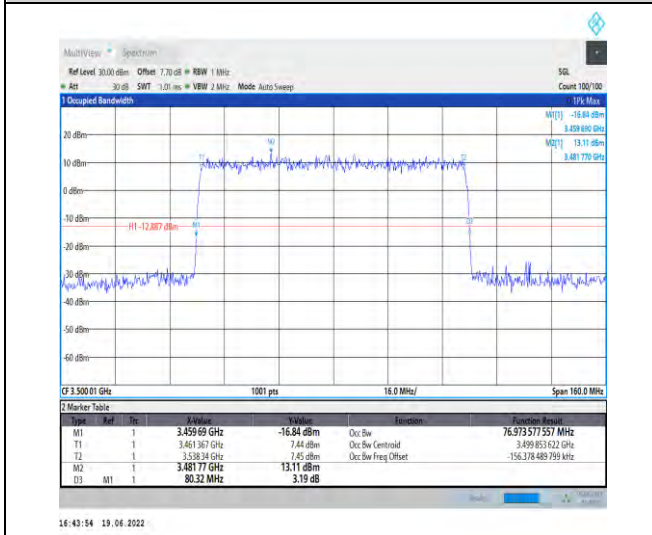 MultiView Spectrum
Ref Level 30.00 dBm Offset 7.70 dB RBW 1 MHz SGL
Att 30 dB SWT 1.01 ms VBW 2 MHz Mode Auto Sweep Count 100/100
1 Occupied Bandwidth 1Pk Max
M1[1] -16.84 dBm
3.459 690 GHz
M2[1] 13.11 dBm
3.481 770 GHz
20 dBm
M2
T1 T2
10 dBm
0 dBm
-10 dBm
H1 -12.887 dBm M1 D3
-20 dBm
-30 dBm
-40 dBm
-50 dBm
-60 dBm
CF 3.500 01 GHz 1001 pts 16.0 MHz/ Span 160.0 MHz
2 Marker Table
Type Ref Trc X-Value Y-Value Function Function Result
M1 1 3.459 69 GHz -16.84 dBm Occ Bw 76.973 577 557 MHz
T1 1 3.461 367 GHz 7.44 dBm Occ Bw Centroid 3.499 853 622 GHz
T2 1 3.538 34 GHz 7.45 dBm Occ Bw Freq Offset -156.378 489 799 kHz
M2 1 3.481 77 GHz 13.11 dBm
D3 M1 1 80.32 MHz 3.19 dB
16:43:54 19.06.2022